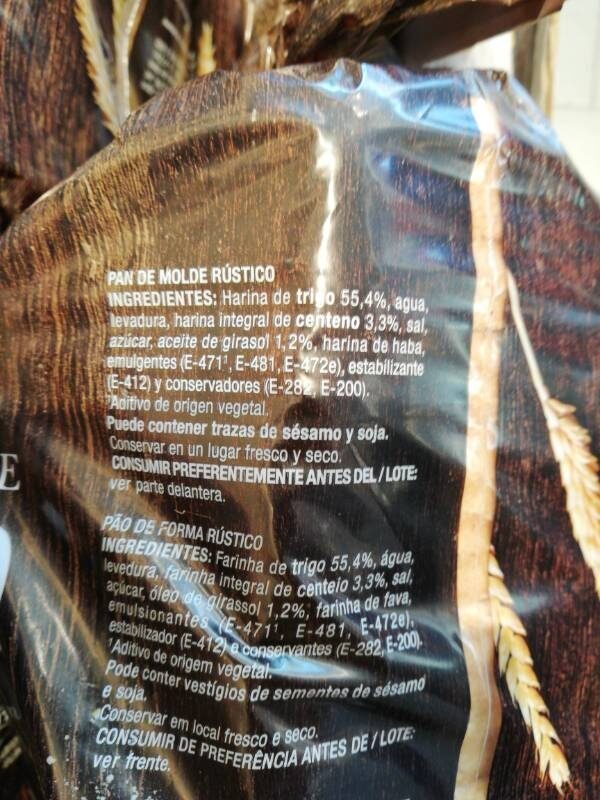 PAN DE MOLDE RÚSTICO
INGREDIENTES: Harina de trigo 55,4%, agua,
levadura, harina integral de centeno 3,3%, sal,
azúcar, aceite de girasol 1,2%, harina de haba,
emulgentes (E-471¹, E-481, E-472e), estabilizante
(E-412) y conservadores (E-282, E-200).
¹Aditivo de origen vegetal.
Puede contener trazas de sésamo y soja.
Conservar en un lugar fresco y seco.
CONSUMIR PREFERENTEMENTE ANTES DEL / LOTE:
ver parte delantera.
E
PÃO DE FORMA RÚSTICO
INGREDIENTES: Farinha de trigo 55,4%, água,
levedura, farinha integral de centeio 3,3%, sal,
açúcar, óleo de girassol 1,2%, farinha de fava,
emulsionantes (E-471¹, E-481, E-472e),
estabilizador (E-412) e conservantes (E-282, E-200).
¹Aditivo de origem vegetal.
Pode conter vestígios de sementes de sésamo
e soja.
Conservar em local fresco e seco.
CONSUMIR DE PREFERÊNCIA ANTES DE / LOTE:
ver frente.